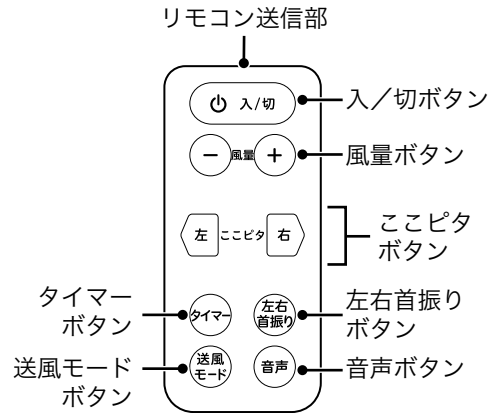 リモコン送信部
入/切
入／切ボタン
− 風量 +
風量ボタン
左 ここピタ 右
ここピタ
ボタン
タイマー
ボタン
タイマー
左右
首振り
左右首振り
ボタン
送風モード
ボタン
送風
モード
音声
音声ボタン